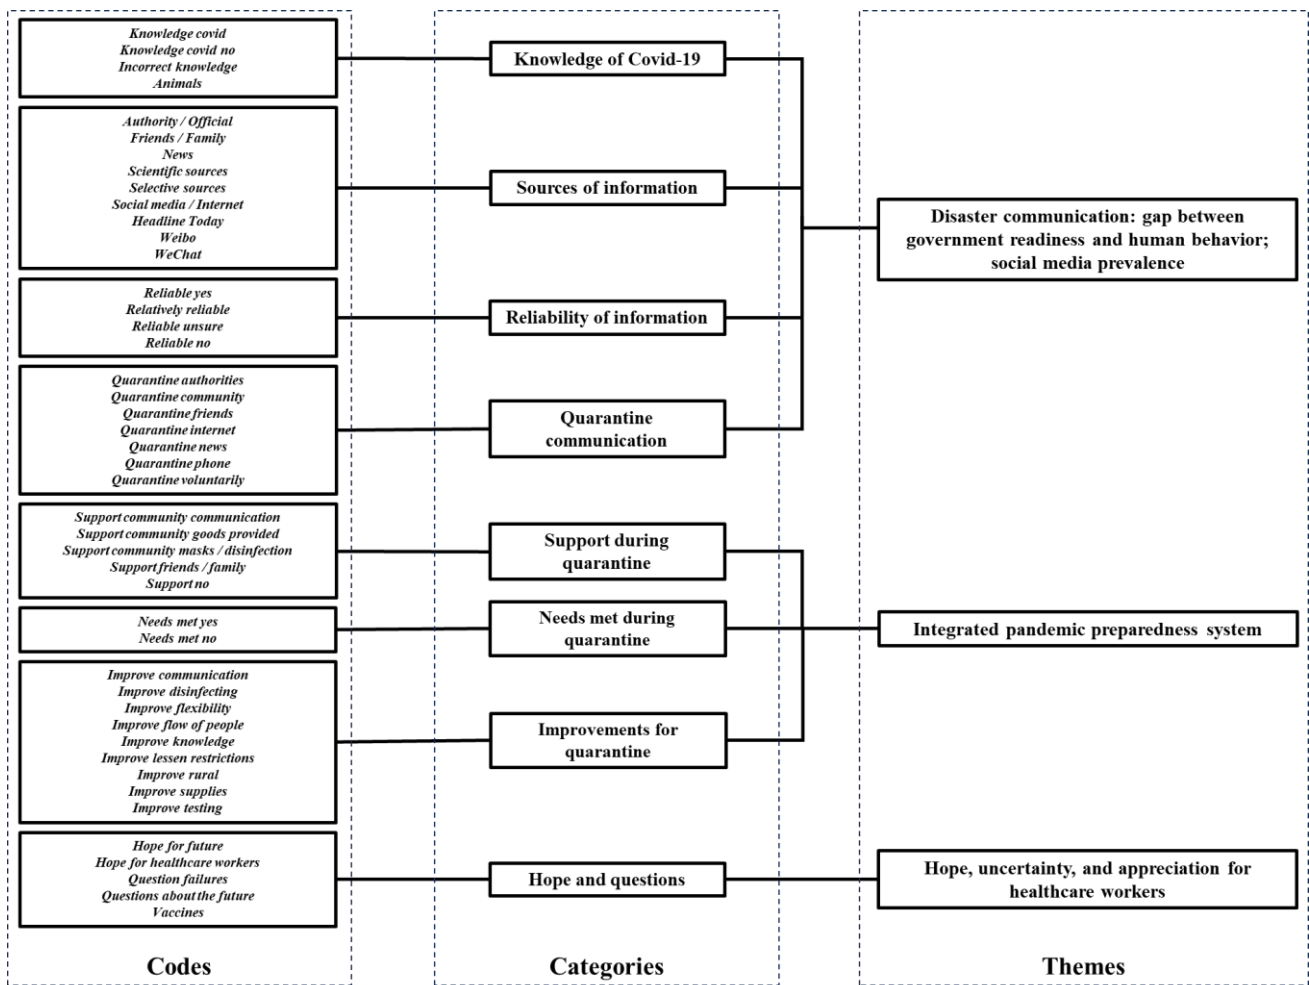 Knowledge covid
Knowledge covid no
Incorrect knowledge
Animals
Authority / Official
Friends / Family
News
Scientific sources
Selective sources
Social media / Internet
Headline Today
Weibo
WeChat
Reliable yes
Relatively reliable
Reliable unsure
Reliable no
Quarantine authorities
Quarantine community
Quarantine friends
Quarantine internet
Quarantine news
Quarantine phone
Quarantine voluntarily
Support community communication
Support community goods provided
Support community masks / disinfection
Support friends / family
Support no
Needs met yes
Needs met no
Improve communication
Improve disinfecting
Improve flexibility
Improve flow of people
Improve knowledge
Improve lessen restrictions
Improve rural
Improve supplies
Improve testing
Hope for future
Hope for healthcare workers
Question failures
Questions about the future
Vaccines
Codes
Knowledge of Covid-19
Sources of information
Reliability of information
Quarantine
communication
Support during
quarantine
Needs met during
quarantine
Improvements for
quarantine
Hope and questions
Categories
Disaster communication: gap between
government readiness and human behavior;
social media prevalence
Integrated pandemic preparedness system
Hope, uncertainty, and appreciation for
healthcare workers
Themes